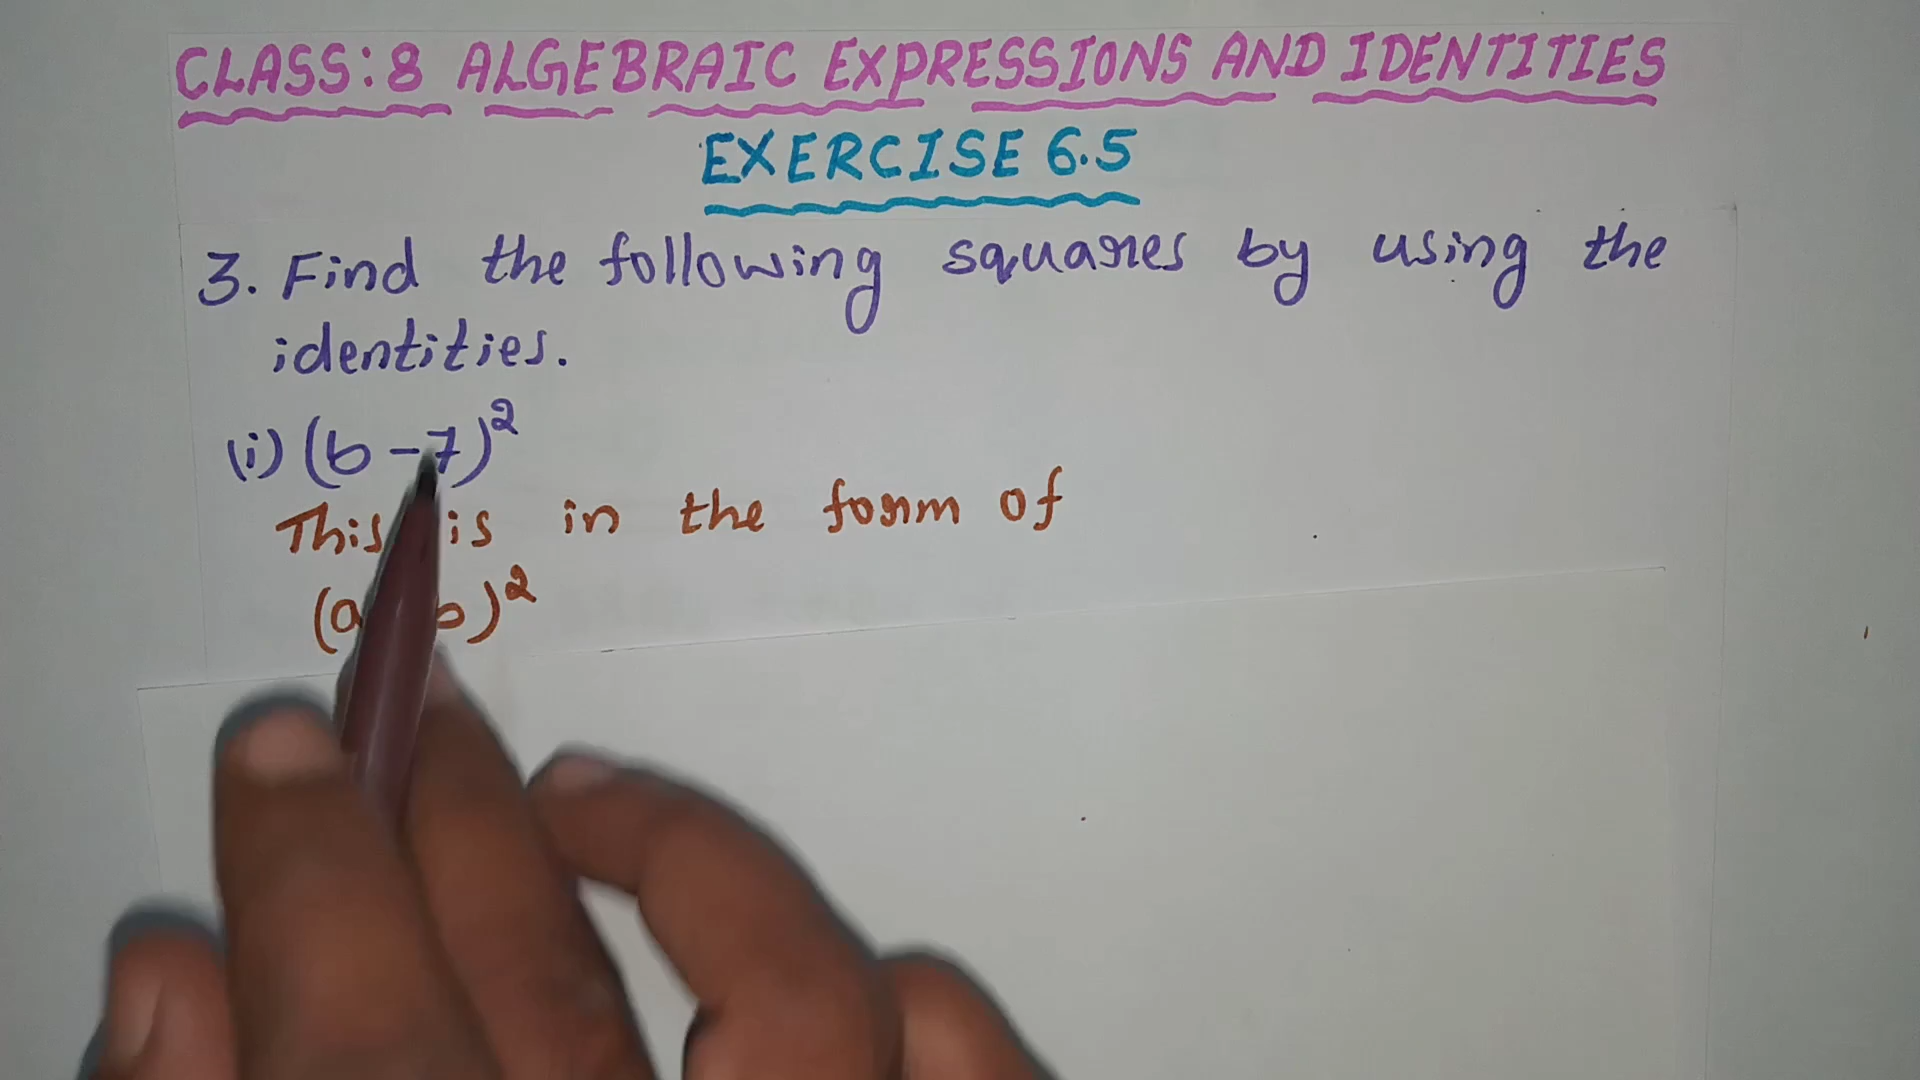 CLASS:8 ALGEBRAIC EXPRESSIONS AND IDENTITIES
EXERCISE 6.5
3. Find the following squares by using the
identities.
(i) (b-7)²
This is in the form of
(a b)²